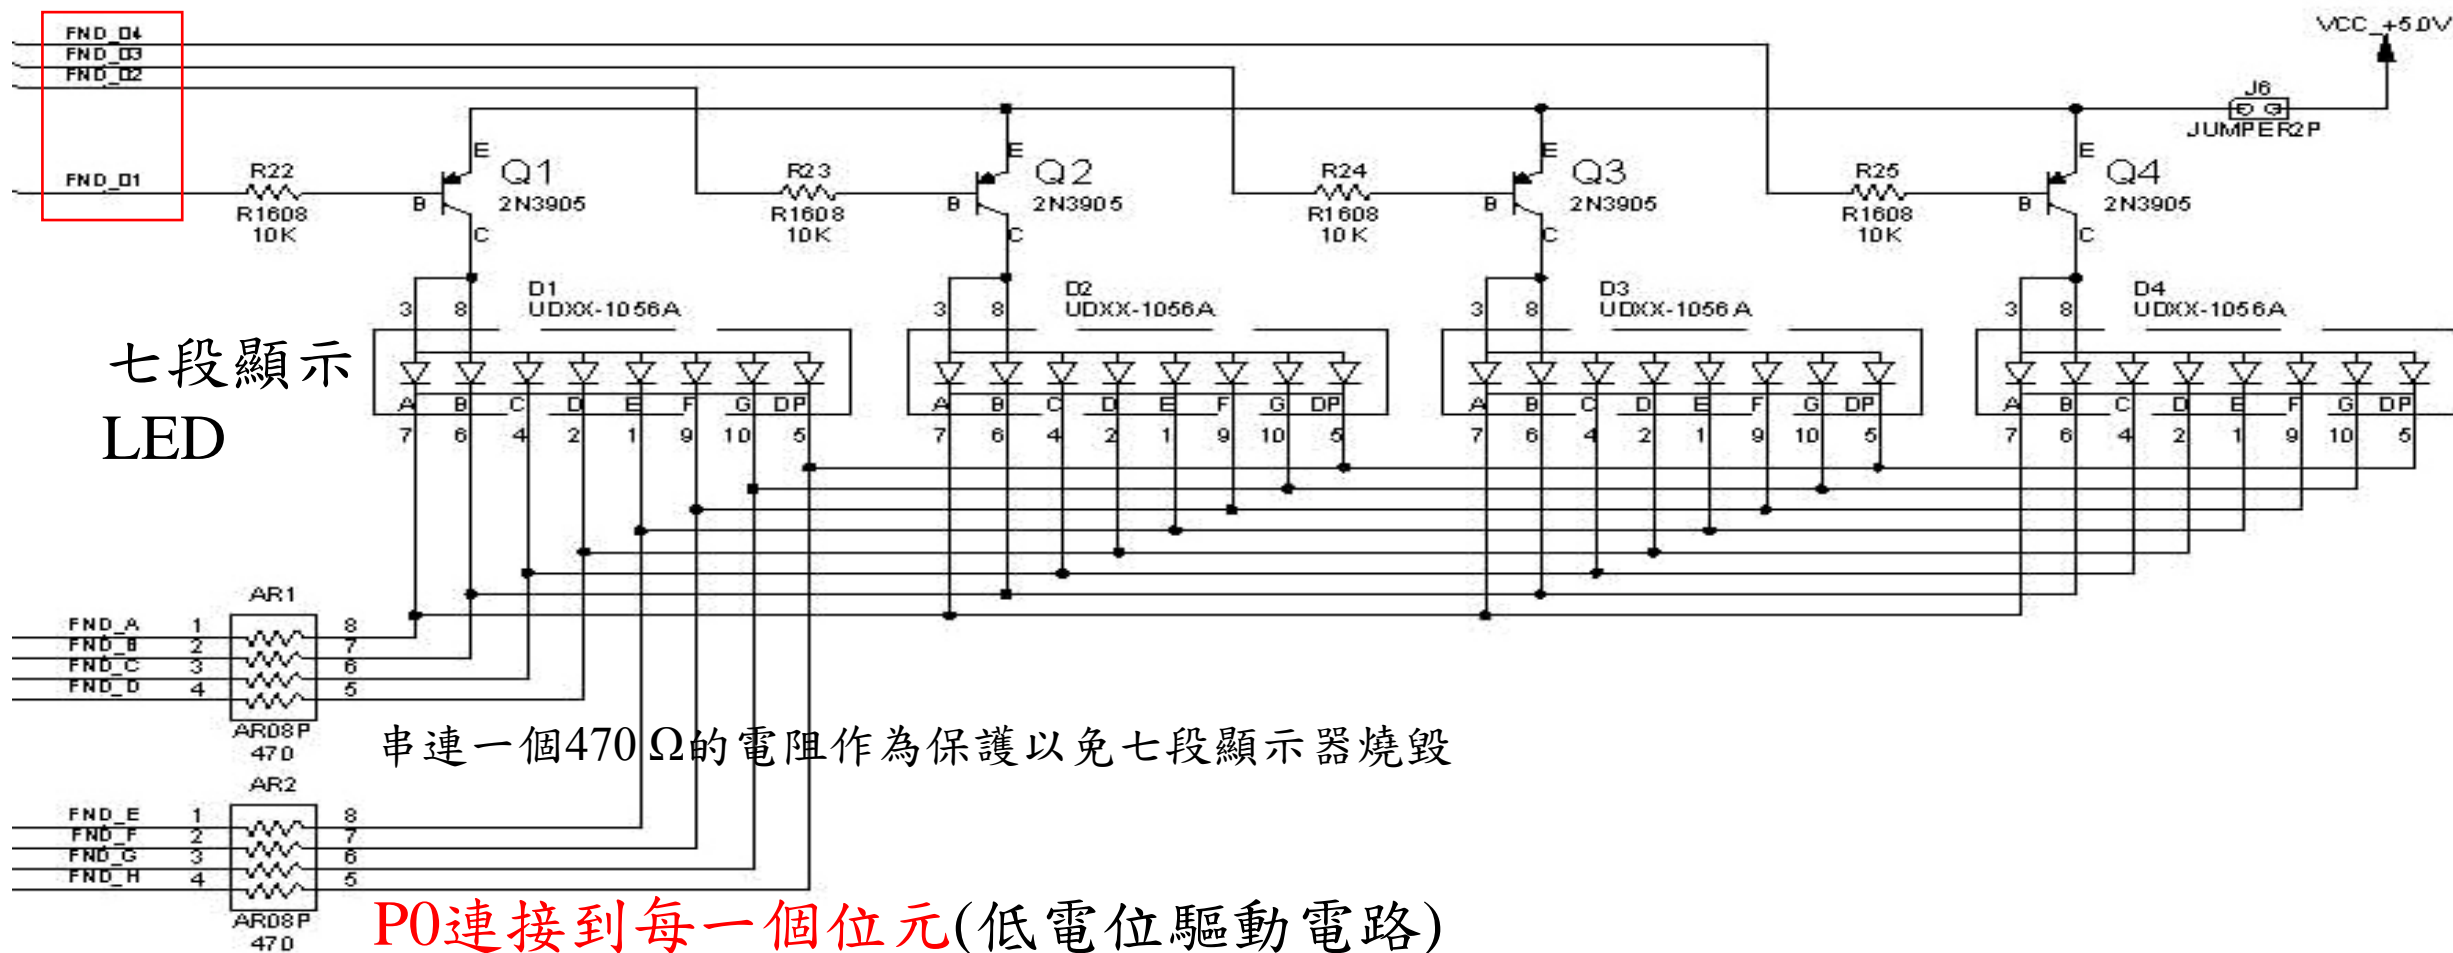 FND_D4
FND_D3
FND_D2
FND_D1
VCC_+5.0V
J6
JUMPER2P
R22
R1608
10K
E
B
C
Q1
2N3905
R23
R1608
10K
E
B
C
Q2
2N3905
R24
R1608
10K
E
B
C
Q3
2N3905
R25
R1608
10K
E
B
C
Q4
2N3905
D1
UDXX-1056A
3 8
D2
UDXX-1056A
3 8
D3
UDXX-1056A
3 8
D4
UDXX-1056A
3 8
七段顯示
LED
A B C D E F G DP
7 6 4 2 1 9 10 5
A B C D E F G DP
7 6 4 2 1 9 10 5
A B C D E F G DP
7 6 4 2 1 9 10 5
A B C D E F G DP
7 6 4 2 1 9 10 5
AR1
FND_A 1 8
FND_B 2 7
FND_C 3 6
FND_D 4 5
AR08P
470
串連一個470 Ω的電阻作為保護以免七段顯示器燒毀
AR2
FND_E 1 8
FND_F 2 7
FND_G 3 6
FND_H 4 5
AR08P
470
P0連接到每一個位元(低電位驅動電路)